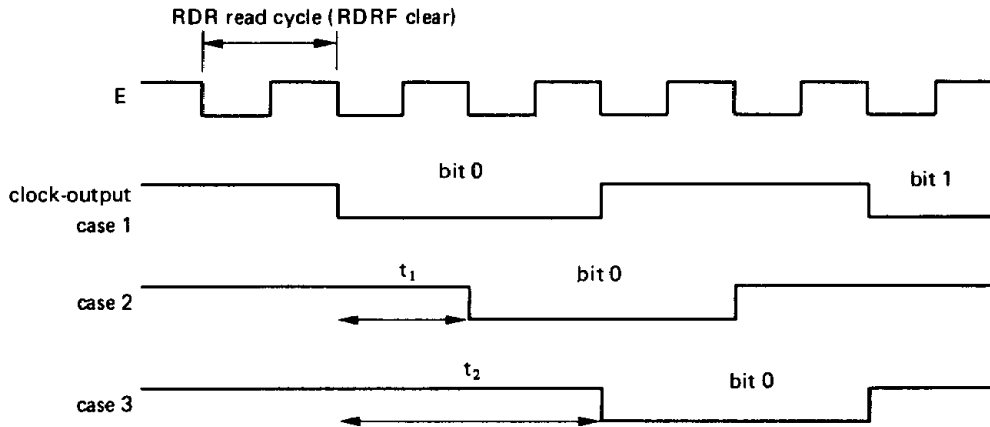 RDR read cycle (RDRF clear)
E
bit 0
bit 1
clock-output
case 1
t₁
bit 0
case 2
t₂
bit 0
case 3